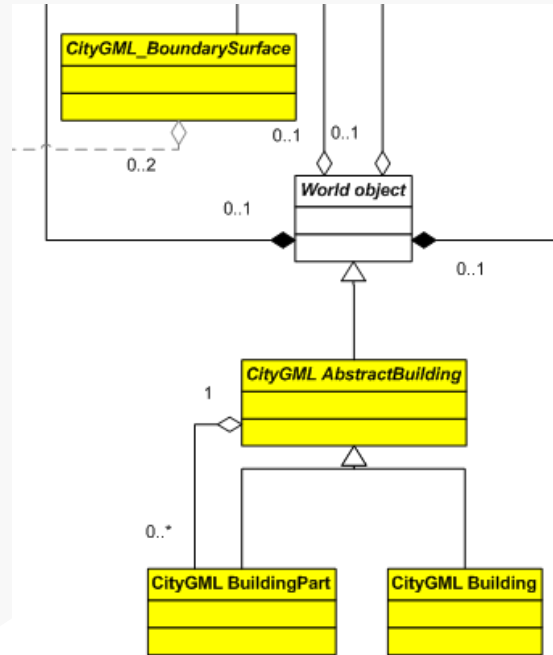 CityGML_BoundarySurface
0..1
0..1
0..2
World object
0..1
0..1
CityGML AbstractBuilding
1
0..*
CityGML BuildingPart
CityGML Building